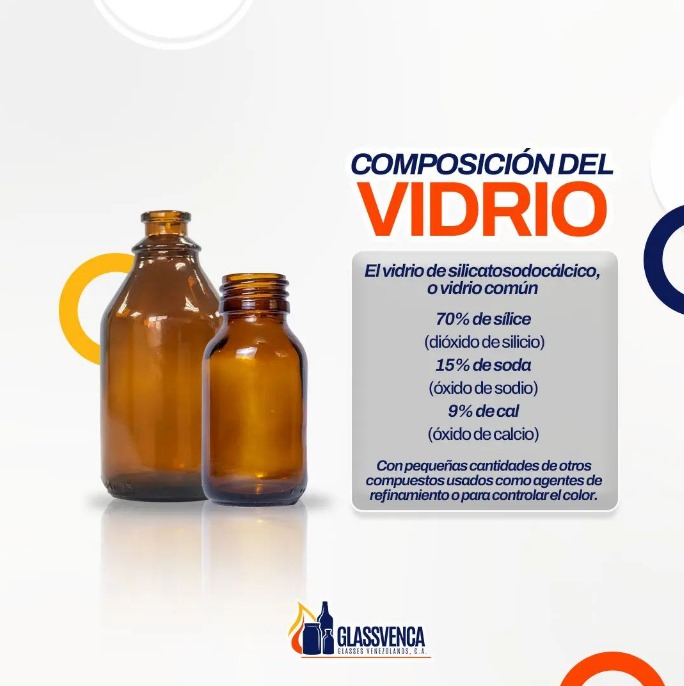 COMPOSICIÓN DEL
VIDRIO
El vidrio de silicatosodocálcico,
o vidrio común
70% de sílice
(dióxido de silicio)
15% de soda
(óxido de sodio)
9% de cal
(óxido de calcio)
Con pequeñas cantidades de otros
compuestos usados como agentes de
refinamiento o para controlar el color.
GLASSVENCA
GLASSES VENEZOLANOS, C.A.